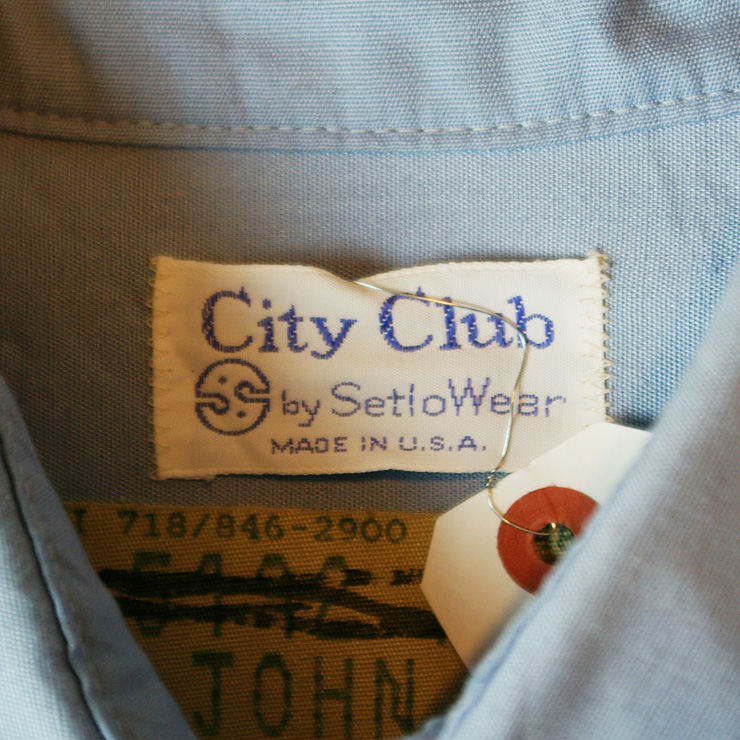 City Club
by SetloWear
MADE IN U.S.A.
718/846-2900
JOHN